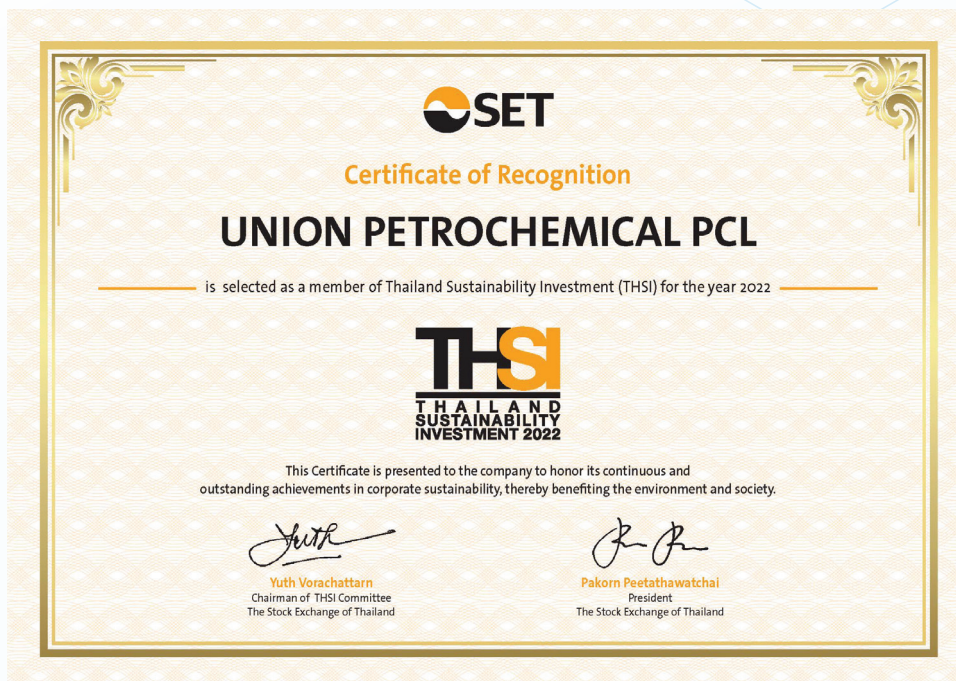 SET
Certificate of Recognition
UNION PETROCHEMICAL PCL
is selected as a member of Thailand Sustainability Investment (THSI) for the year 2022
THSI
THAILAND
SUSTAINABILITY
INVESTMENT 2022
This Certificate is presented to the company to honor its continuous and
outstanding achievements in corporate sustainability, thereby benefiting the environment and society.
Yuth Vorachattarn
Chairman of THSI Committee
The Stock Exchange of Thailand
Pakorn Peetathawatchai
President
The Stock Exchange of Thailand